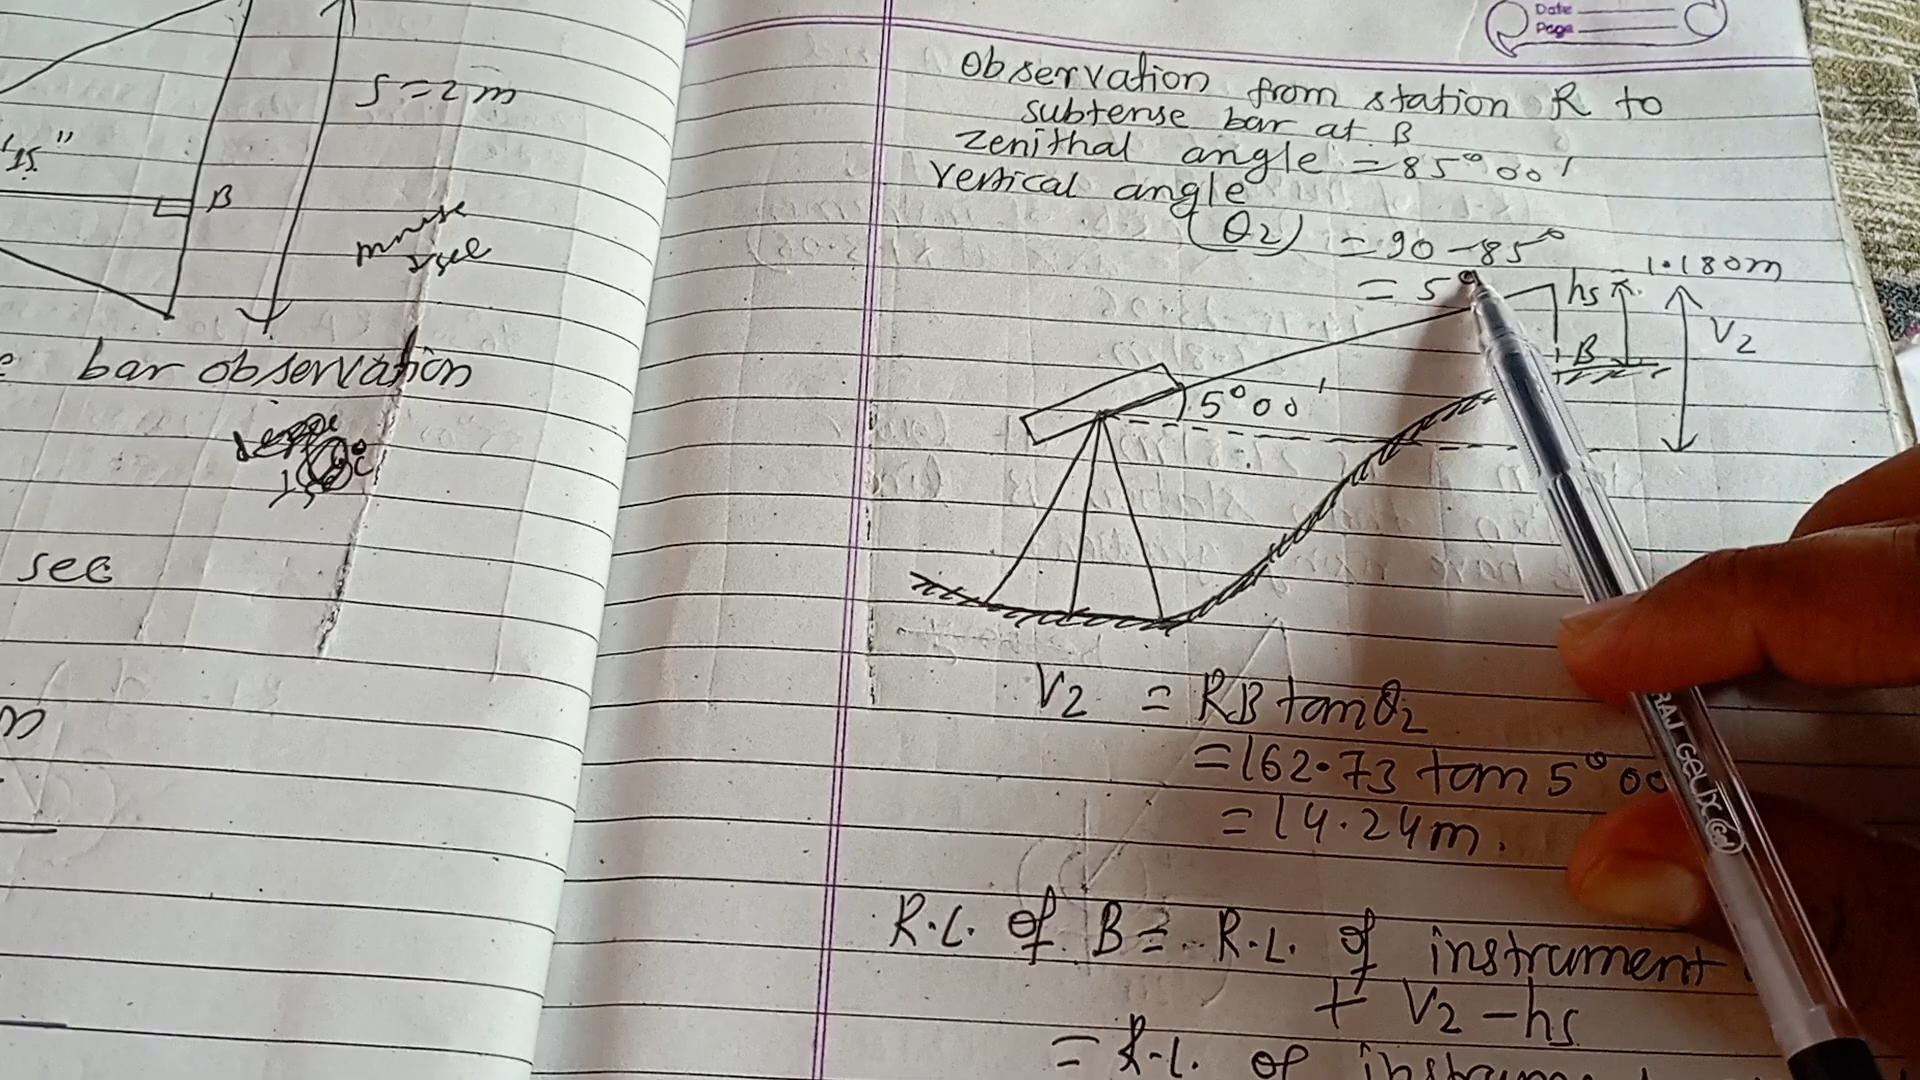 S = 2m
'15"
B
bar observation
sec
Date
Page
Observation from station R to
subtense bar at B
zenithal angle = 85°00'
Vertical angle
(θ2) = 90 - 85°
= 5°
hs = 1.180m
V2
B
5°00'
V2 = RB tanθ2
= 162.73 tan 5°00
= 14.24m.
R.L. of B = R.L. of instrument
+ V2 - hs
= R.L. of instrument